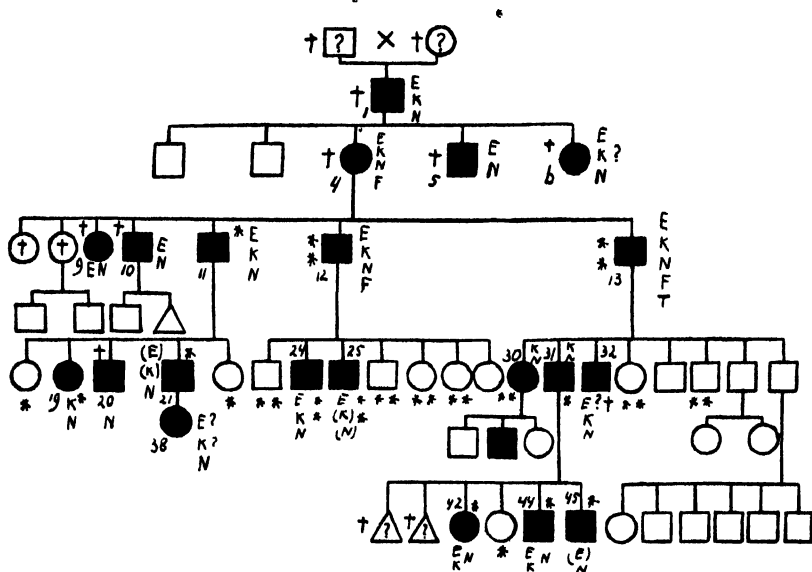 *
† ? × † ?
† 1 E K N
† 4 E K N F † 5 E N † 6 E K? N
† † † 9 E N † 10 E N 11 * E K N * * 12 E K N F * * 13 E K N F T
* 19 K * N † 20 N (E) (K) N 21 * * * * 24 E K N * * 25 E (K) (N) * * * * * * * * 30 K N * * 31 K N * 32 E? † K N * * * *
38 E? K? N
† ? † ? 42 * E N K * 44 * E N K 45 * (E) N